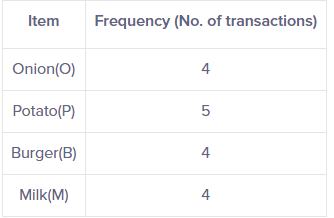 Item Frequency (No. of transactions)
Onion(O) 4
Potato(P) 5
Burger(B) 4
Milk(M) 4